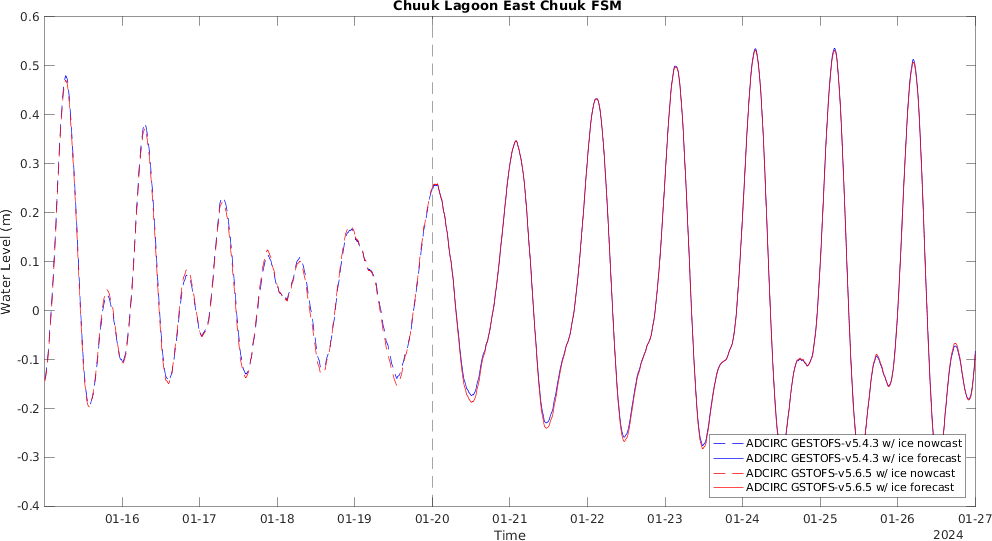 Chuuk Lagoon East Chuuk FSM
Water Level (m)
0.6
0.5
0.4
0.3
0.2
0.1
0
-0.1
-0.2
-0.3
-0.4
ADCIRC GESTOFS-v5.4.3 w/ ice nowcast
ADCIRC GESTOFS-v5.4.3 w/ ice forecast
ADCIRC GSTOFS-v5.6.5 w/ ice nowcast
ADCIRC GSTOFS-v5.6.5 w/ ice forecast
01-16 01-17 01-18 01-19 01-20 01-21 01-22 01-23 01-24 01-25 01-26 01-27
Time
2024